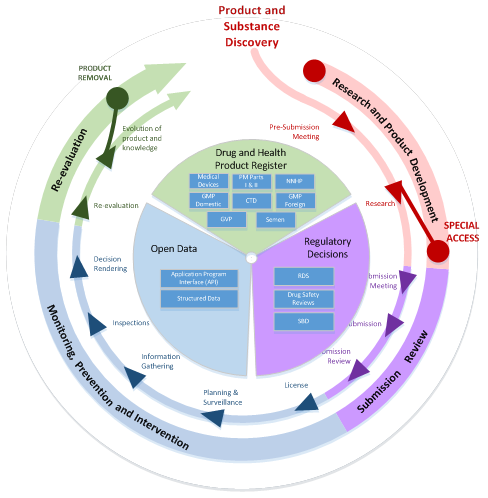 Product and
Substance
Discovery
PRODUCT
REMOVAL
Research and Product Development
Evolution of
product and
knowledge
Pre-Submission
Meeting
Re-evaluation
Drug and Health
Product Register
Medical
Devices
PM Parts
I & II
NNHP
GMP
Domestic
CTD
GMP
Foreign
GVP
Semen
Re-evaluation
Research
SPECIAL
ACCESS
Open Data
Application Program
Interface (API)
Structured Data
Regulatory
Decisions
RDS
Drug Safety
Reviews
SBD
Decision
Rendering
bmission
Meeting
Inspections
ubmission
Information
Gathering
bmission
Review
Planning &
Surveillance
License
Monitoring, Prevention and Intervention
Submission Review